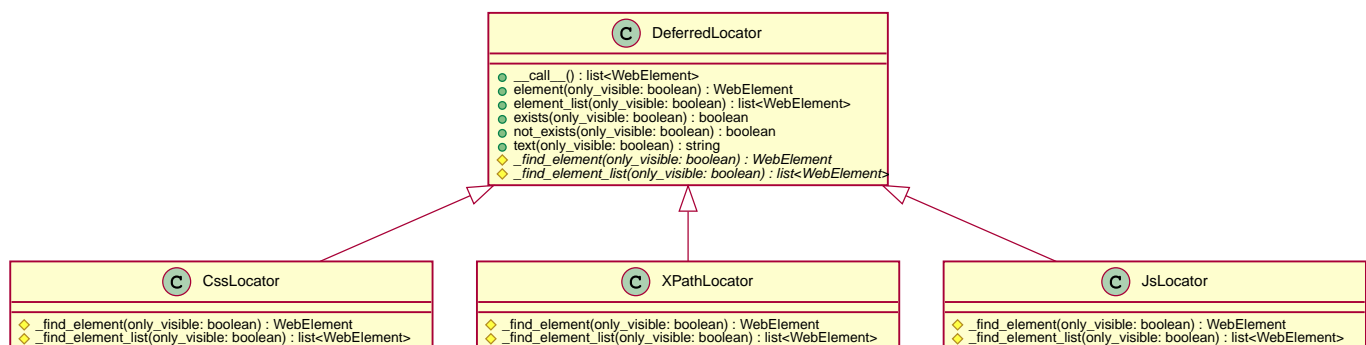 C DeferredLocator
__call__() : list<WebElement>
element(only_visible: boolean) : WebElement
element_list(only_visible: boolean) : list<WebElement>
exists(only_visible: boolean) : boolean
not_exists(only_visible: boolean) : boolean
text(only_visible: boolean) : string
_find_element(only_visible: boolean) : WebElement
_find_element_list(only_visible: boolean) : list<WebElement>
C CssLocator
_find_element(only_visible: boolean) : WebElement
_find_element_list(only_visible: boolean) : list<WebElement>
C XPathLocator
_find_element(only_visible: boolean) : WebElement
_find_element_list(only_visible: boolean) : list<WebElement>
C JsLocator
_find_element(only_visible: boolean) : WebElement
_find_element_list(only_visible: boolean) : list<WebElement>